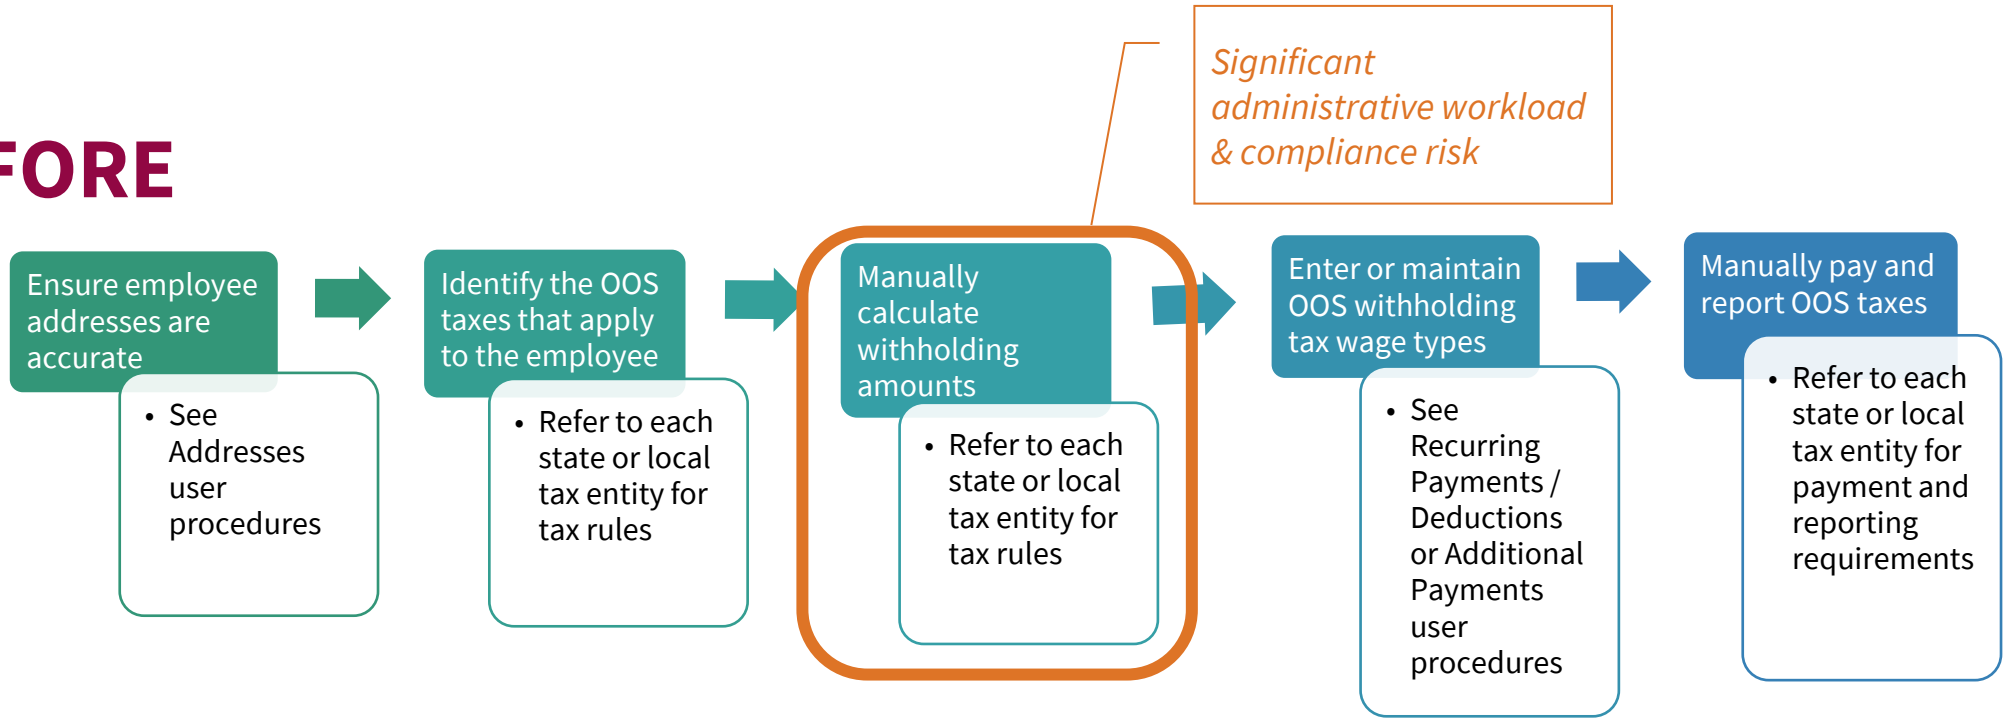 FORE
Significant
administrative workload
& compliance risk
Ensure employee
addresses are
accurate
• See
Addresses
user
procedures
Identify the OOS
taxes that apply
to the employee
• Refer to each
state or local
tax entity for
tax rules
Manually
calculate
withholding
amounts
• Refer to each
state or local
tax entity for
tax rules
Enter or maintain
OOS withholding
tax wage types
• See
Recurring
Payments /
Deductions
or Additional
Payments
user
procedures
Manually pay and
report OOS taxes
• Refer to each
state or local
tax entity for
payment and
reporting
requirements